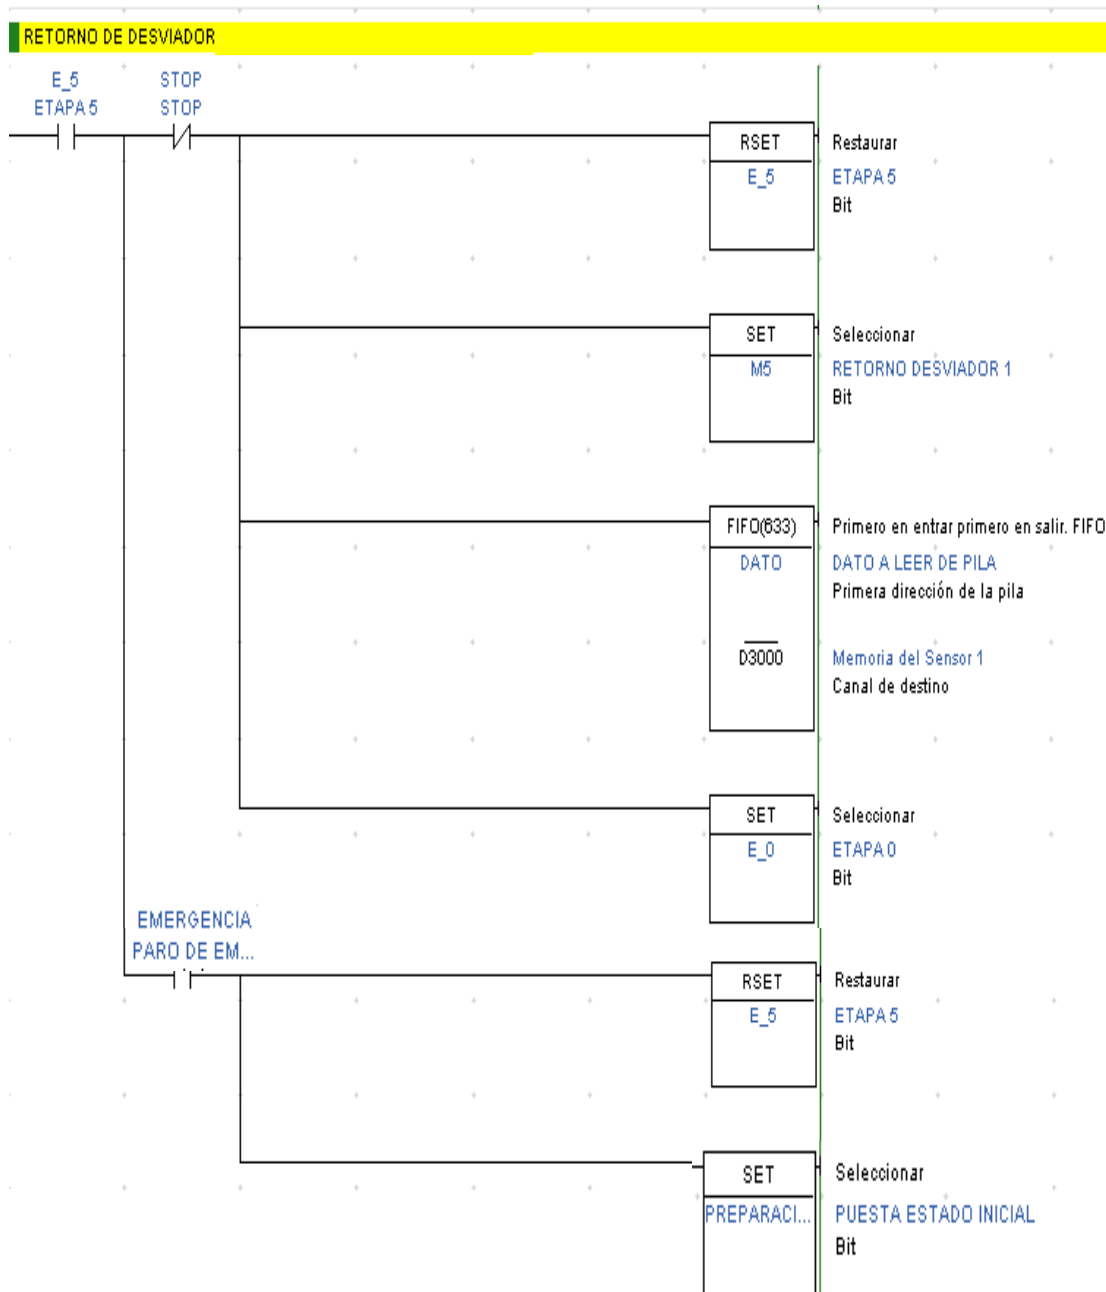 RETORNO DE DESVIADOR
E_5
ETAPA 5
STOP
STOP
RSET
E_5
Restaurar
ETAPA 5
Bit
SET
M5
Seleccionar
RETORNO DESVIADOR 1
Bit
FIFO(633)
DATO
D3000
Primero en entrar primero en salir. FIFO
DATO A LEER DE PILA
Primera dirección de la pila
Memoria del Sensor 1
Canal de destino
SET
E_0
Seleccionar
ETAPA 0
Bit
EMERGENCIA
PARO DE EM...
RSET
E_5
Restaurar
ETAPA 5
Bit
SET
PREPARACI...
Seleccionar
PUESTA ESTADO INICIAL
Bit